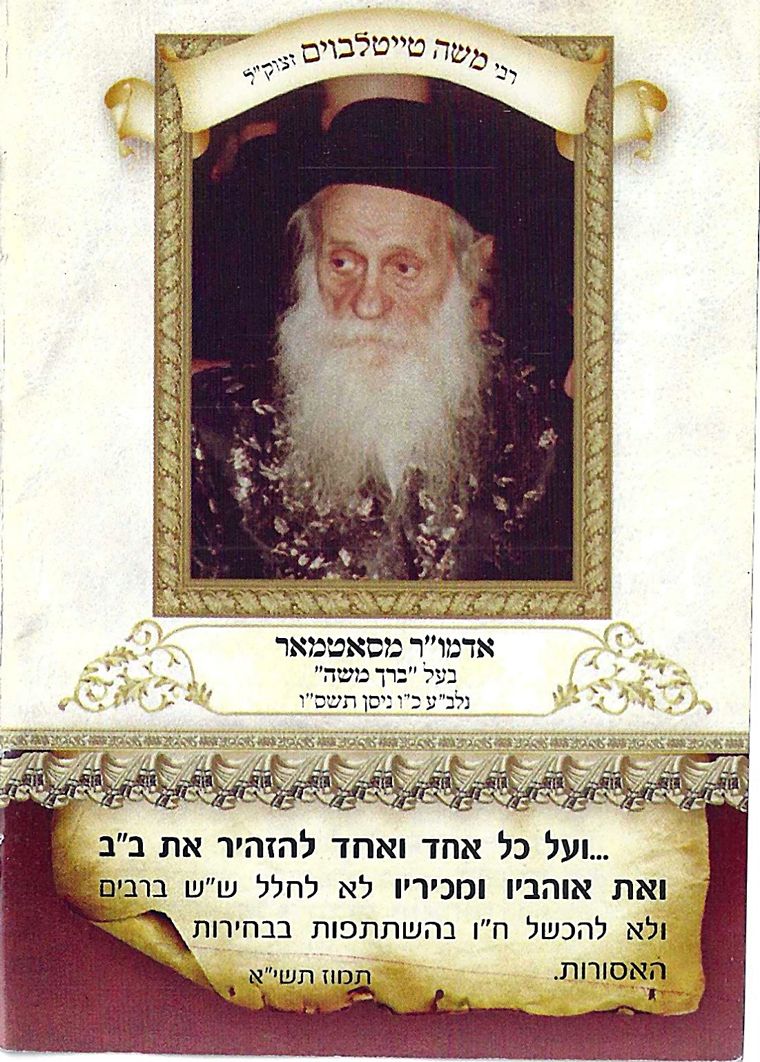 רבי משה טייטלבוים זצוק"ל
אדמו"ר מסאטמאר
בעל "ברך משה"
נלב"ע כ"ו ניסן תשס"ו
...ועל כל אחד ואחד להזהיר את ב"ב
ואת אוהביו ומכיריו לא לחלל ש"ש ברבים
ולא להכשל ח"ו בהשתתפות בבחירות
האסורות.
תמוז תשי"א